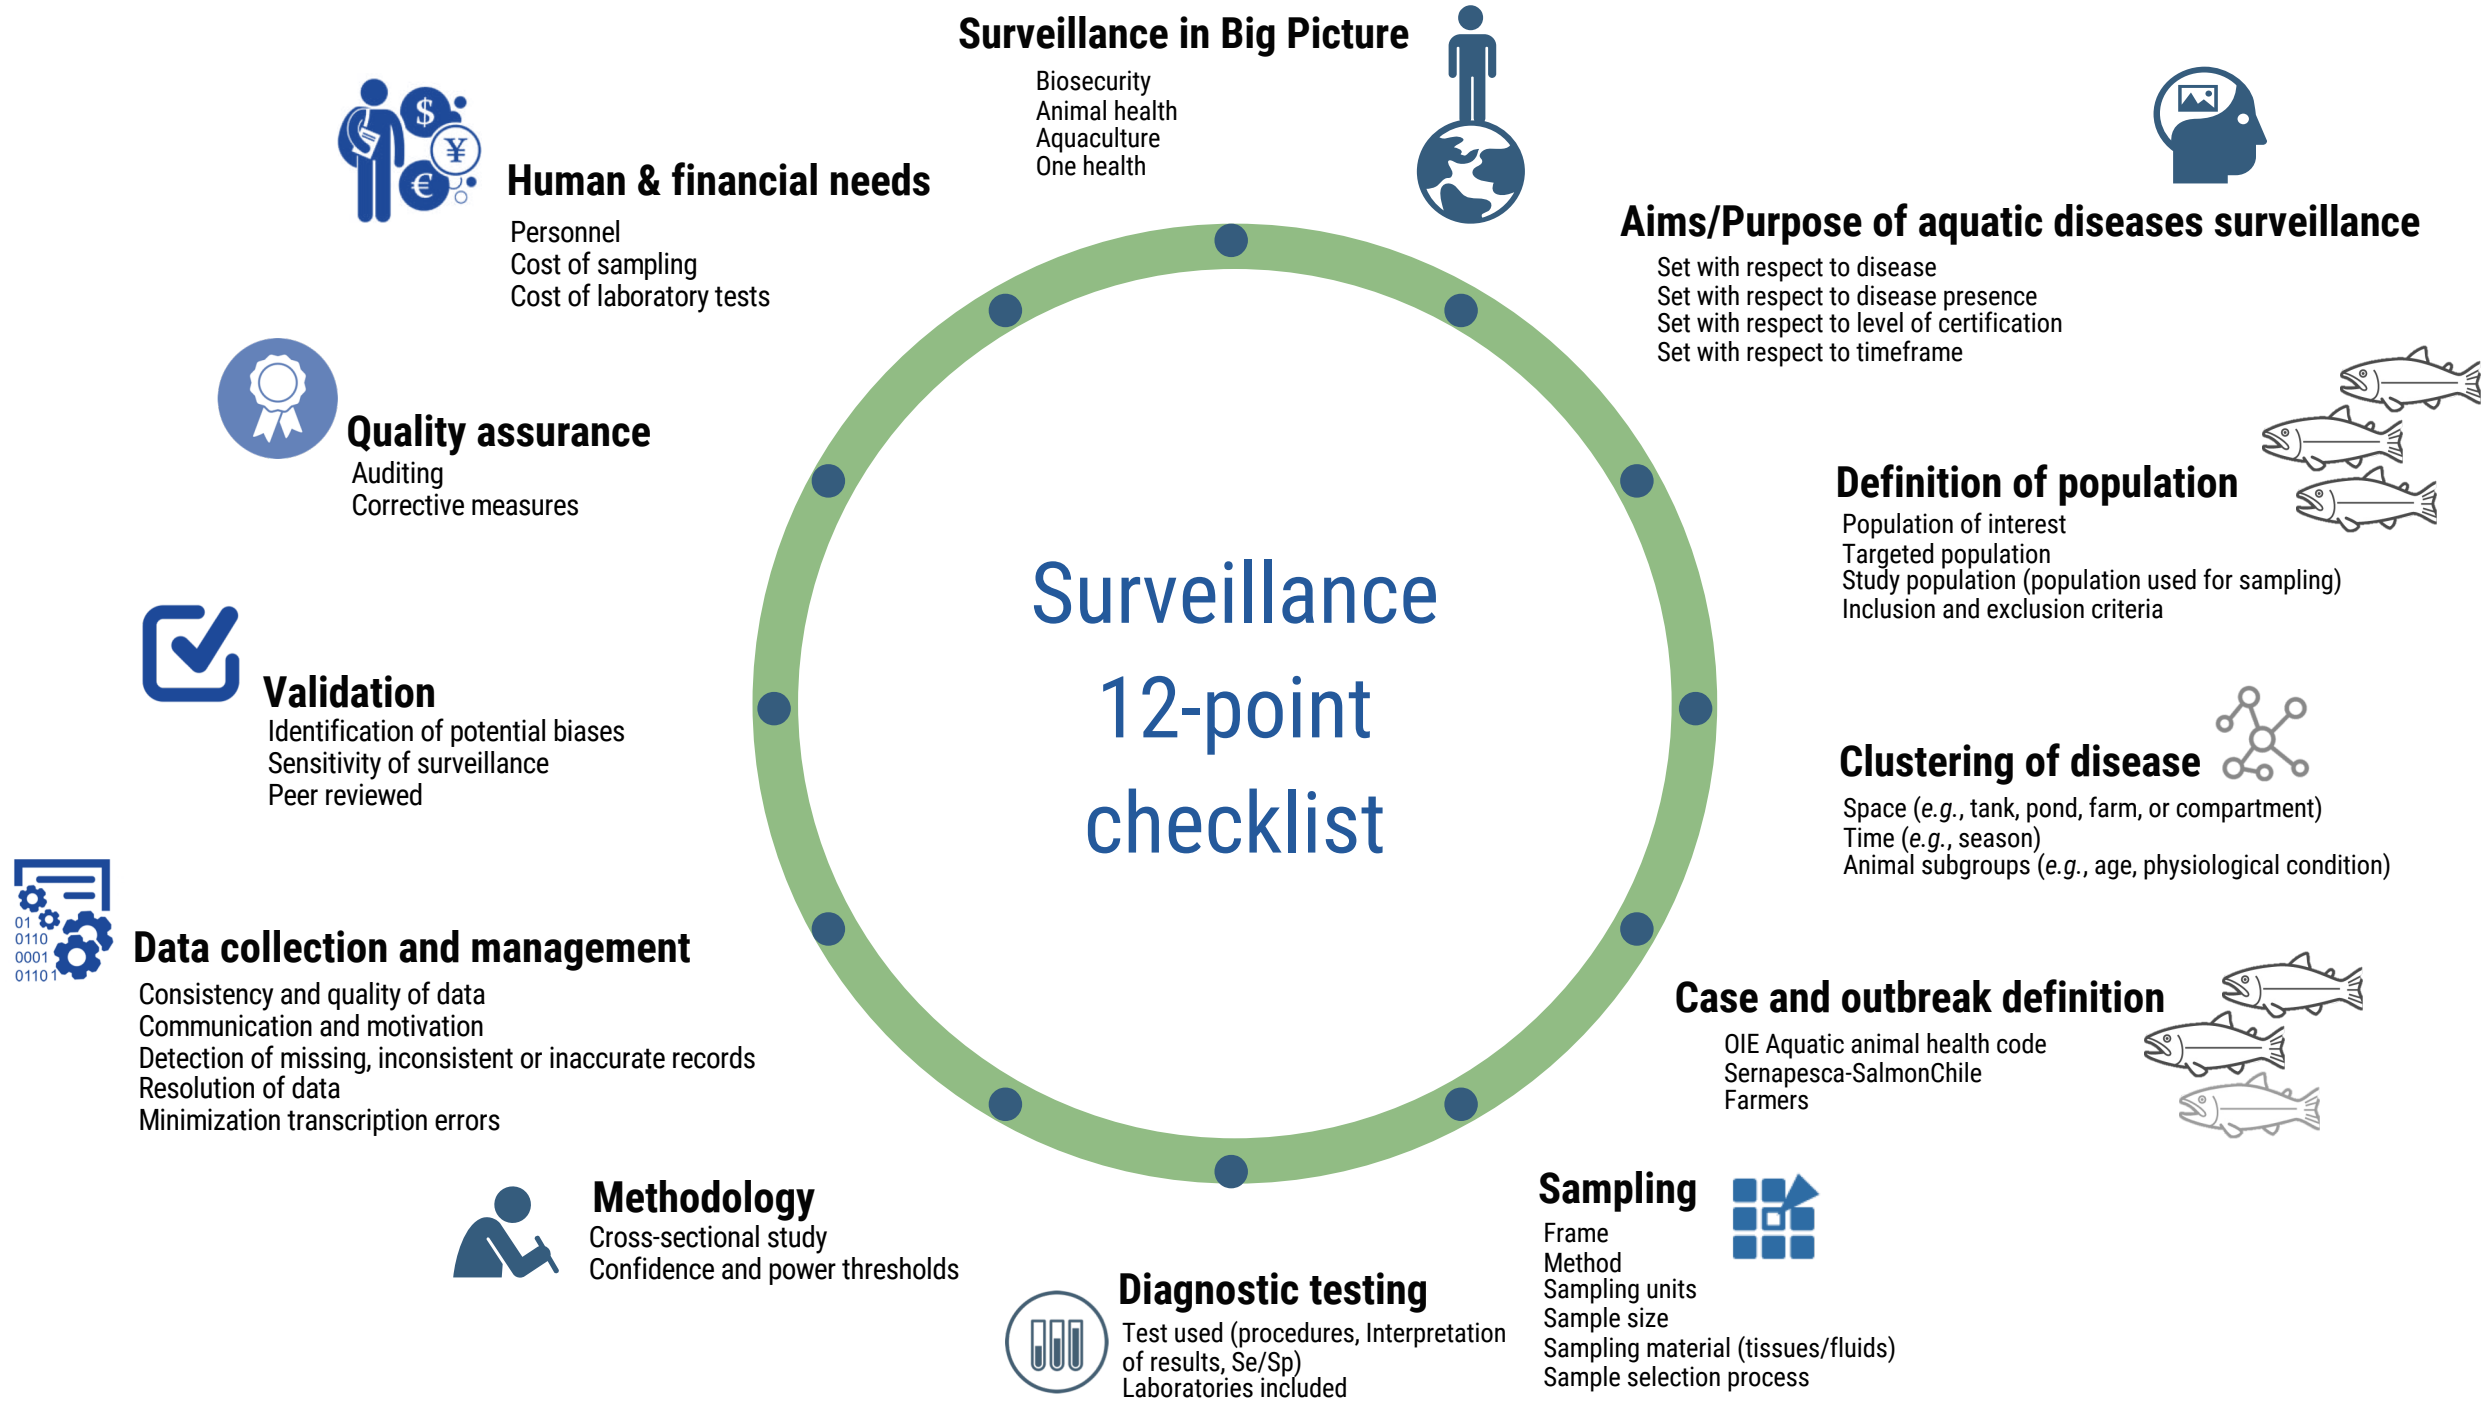 Surveillance in Big Picture
Biosecurity
Animal health
Aquaculture
One health
Aims/Purpose of aquatic diseases surveillance
Set with respect to disease
Set with respect to disease presence
Set with respect to level of certification
Set with respect to timeframe
Definition of population
Population of interest
Targeted population
Study population (population used for sampling)
Inclusion and exclusion criteria
Clustering of disease
Space (e.g., tank, pond, farm, or compartment)
Time (e.g., season)
Animal subgroups (e.g., age, physiological condition)
Case and outbreak definition
OIE Aquatic animal health code
Sernapesca-SalmonChile
Farmers
Sampling
Frame
Method
Sampling units
Sample size
Sampling material (tissues/fluids)
Sample selection process
Diagnostic testing
Test used (procedures, Interpretation
of results, Se/Sp)
Laboratories included
Methodology
Cross-sectional study
Confidence and power thresholds
Data collection and management
Consistency and quality of data
Communication and motivation
Detection of missing, inconsistent or inaccurate records
Resolution of data
Minimization transcription errors
01
0110
0001
01101
Validation
Identification of potential biases
Sensitivity of surveillance
Peer reviewed
Quality assurance
Auditing
Corrective measures
Human & financial needs
Personnel
Cost of sampling
Cost of laboratory tests
$
¥
€
Surveillance
12-point
checklist